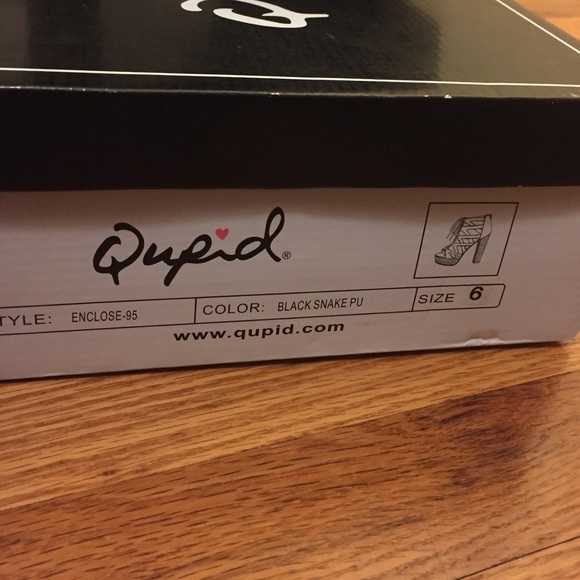 Q
Qupid®
TYLE: ENCLOSE-95 COLOR: BLACK SNAKE PU SIZE 6
www.qupid.com